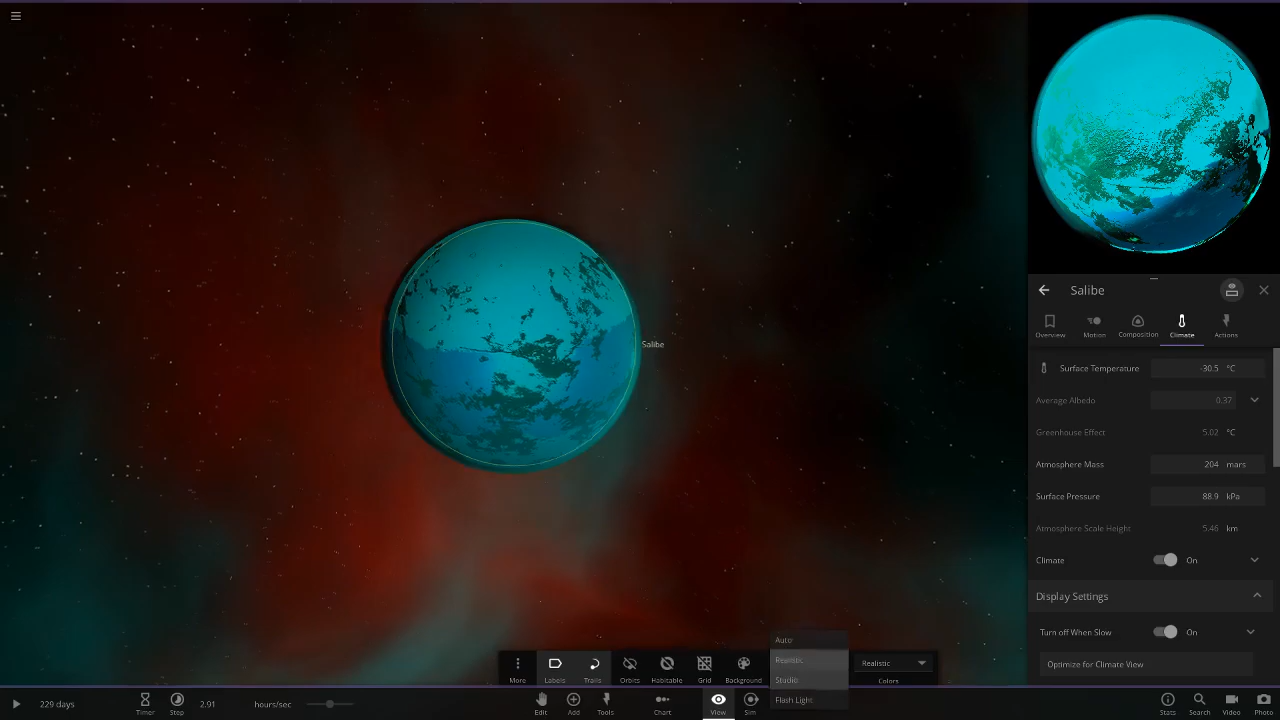 Salibe
Salibe
Overview
Motion
Composition
Climate
Actions
Surface Temperature -30.5 °C
Average Albedo 0.37
Greenhouse Effect 5.02 °C
Atmosphere Mass 204 mars
Surface Pressure 88.9 kPa
Atmosphere Scale Height 5.46 km
Climate On
Display Settings
Turn off When Slow On
Optimize for Climate View
Auto
Realistic
Studio
Flash Light
More
Labels
Trails
Orbits
Habitable
Grid
Background
Realistic
Colors
229 days
Timer
Step
2.91 hours/sec
Edit
Add
Tools
Chart
View
Sim
Stats
Search
Video
Photo